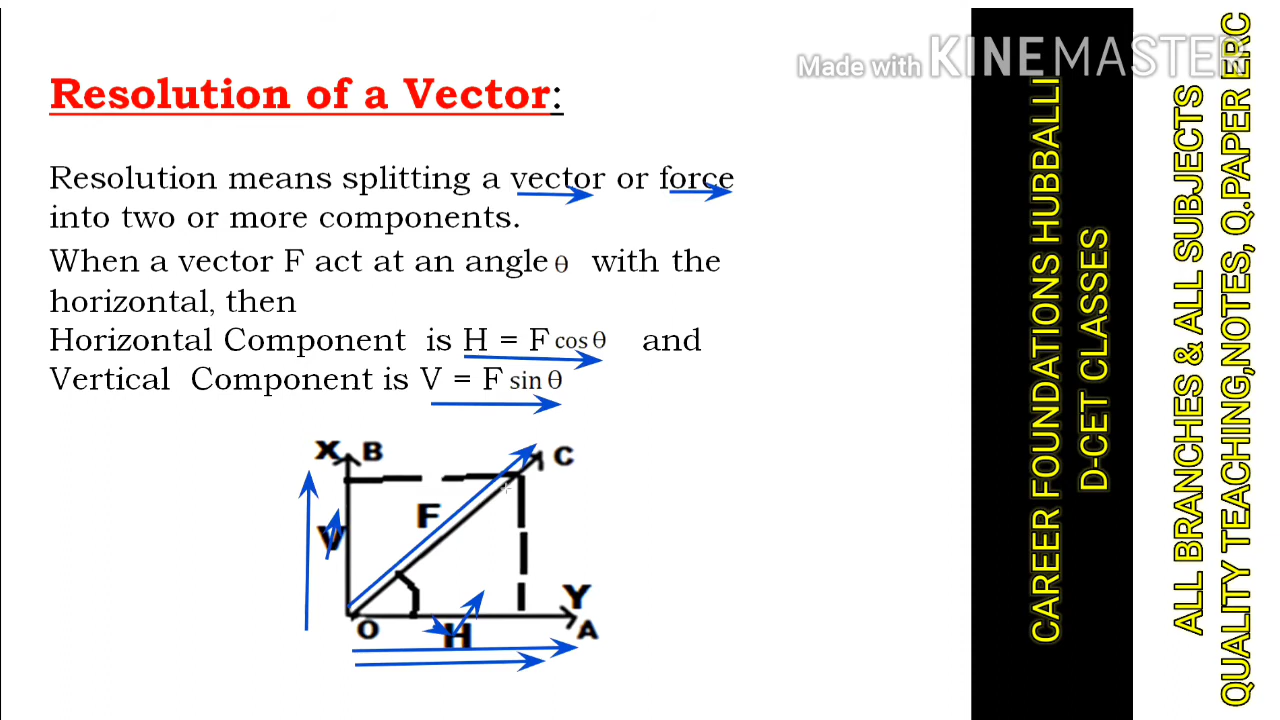 Made with KINEMASTER
Resolution of a Vector:
Resolution means splitting a vector or force
into two or more components.
When a vector F act at an angle θ with the
horizontal, then
Horizontal Component is H = F cos θ and
Vertical Component is V = F sin θ
X B
C
F
V
Y
O
H
A
CAREER FOUNDATIONS HUBBALLI
D-CET CLASSES
ALL BRANCHES & ALL SUBJECTS
QUALITY TEACHING,NOTES, Q.PAPER ERC